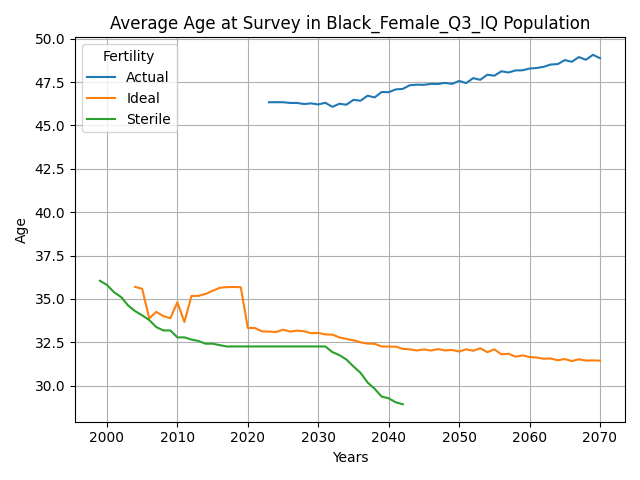 Average Age at Survey in Black_Female_Q3_IQ Population
Fertility
Actual
Ideal
Sterile
Age
50.0
47.5
45.0
42.5
40.0
37.5
35.0
32.5
30.0
2000 2010 2020 2030 2040 2050 2060 2070
Years